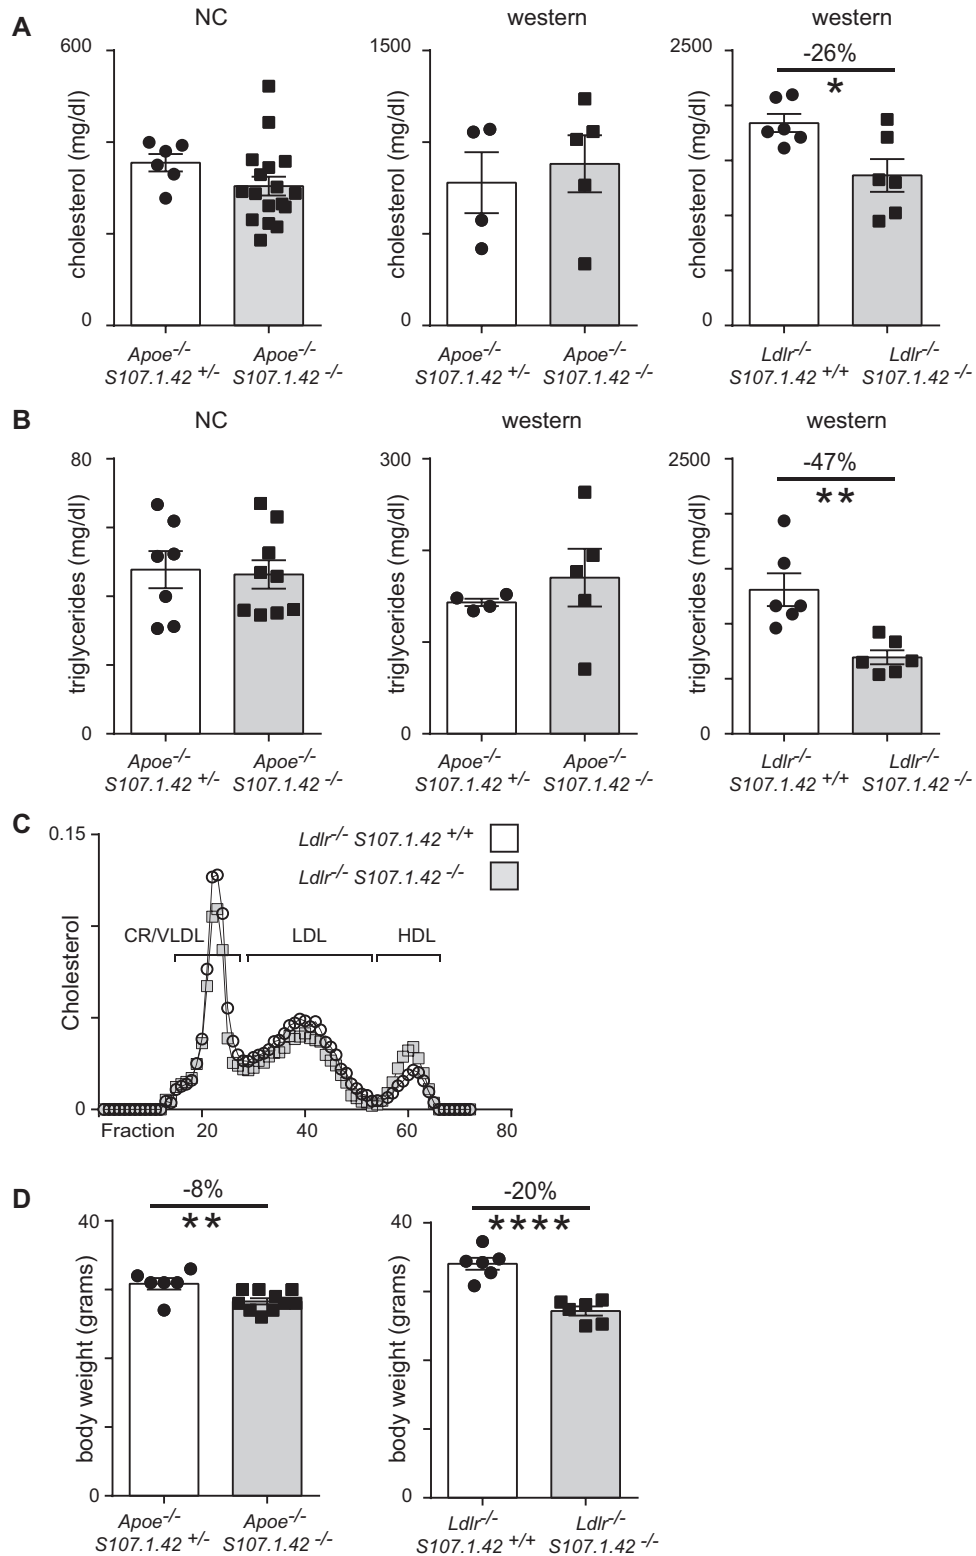 A
NC
western
western
600
cholesterol (mg/dl)
0
Apoe-/- S107.1.42 +/-
Apoe-/- S107.1.42 -/-
1500
cholesterol (mg/dl)
0
Apoe-/- S107.1.42 +/-
Apoe-/- S107.1.42 -/-
2500
-26%
*
cholesterol (mg/dl)
0
Ldlr-/- S107.1.42 +/+
Ldlr-/- S107.1.42 -/-
B
NC
western
western
80
triglycerides (mg/dl)
0
Apoe-/- S107.1.42 +/-
Apoe-/- S107.1.42 -/-
300
triglycerides (mg/dl)
0
Apoe-/- S107.1.42 +/-
Apoe-/- S107.1.42 -/-
2500
-47%
**
triglycerides (mg/dl)
0
Ldlr-/- S107.1.42 +/+
Ldlr-/- S107.1.42 -/-
C
0.15
Ldlr-/- S107.1.42 +/+
Ldlr-/- S107.1.42 -/-
CR/VLDL
LDL
HDL
Cholesterol
0
Fraction 20 40 60 80
D
-8%
**
40
body weight (grams)
0
Apoe-/- S107.1.42 +/-
Apoe-/- S107.1.42 -/-
-20%
****
40
body weight (grams)
0
Ldlr-/- S107.1.42 +/+
Ldlr-/- S107.1.42 -/-